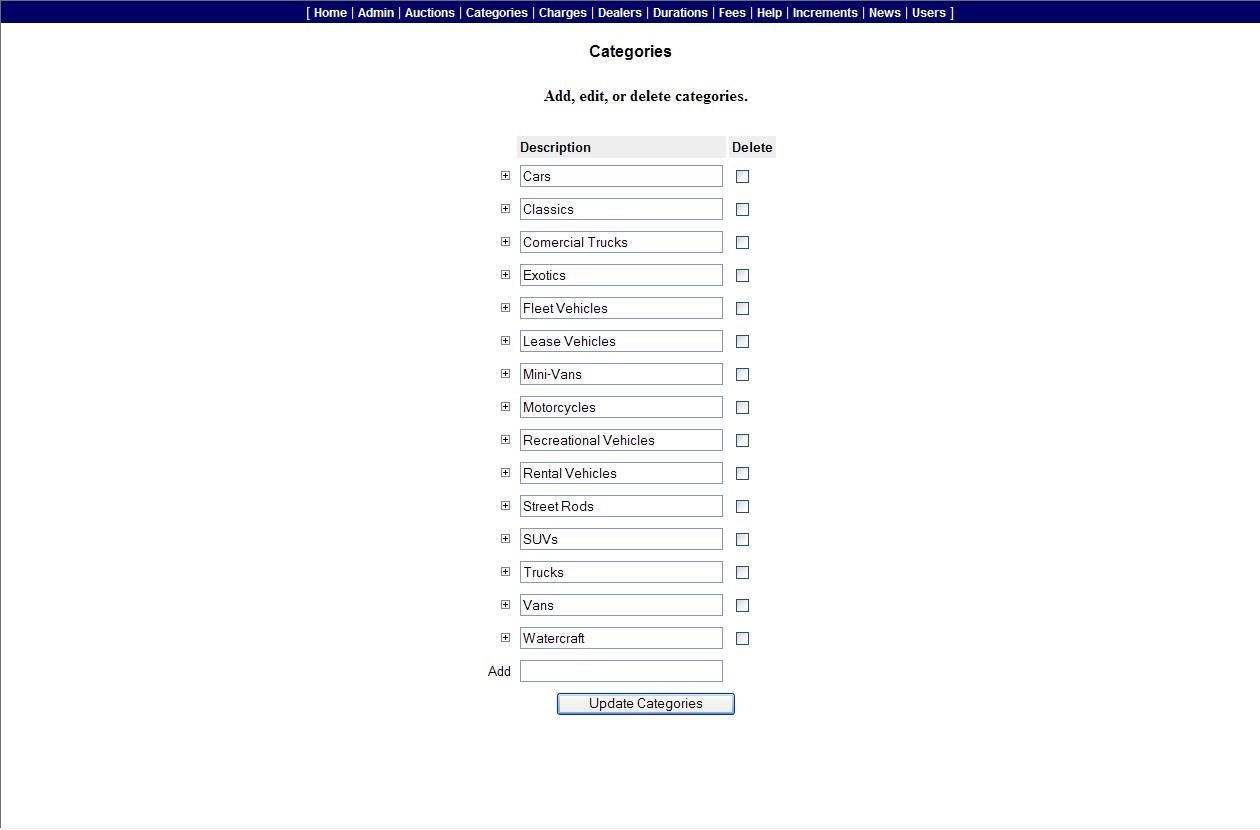 [ Home | Admin | Auctions | Categories | Charges | Dealers | Durations | Fees | Help | Increments | News | Users ]
Categories
Add, edit, or delete categories.
Description Delete
Cars
Classics
Comercial Trucks
Exotics
Fleet Vehicles
Lease Vehicles
Mini-Vans
Motorcycles
Recreational Vehicles
Rental Vehicles
Street Rods
SUVs
Trucks
Vans
Watercraft
Add
Update Categories